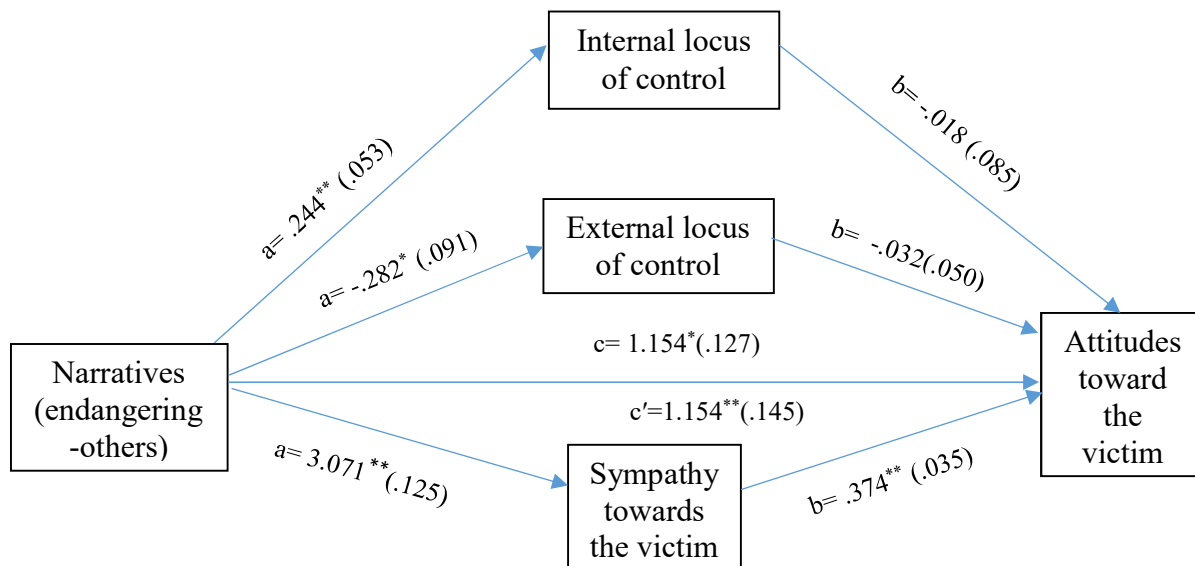 Internal locus
of control
a= .244** (.053)
b= -.018 (.085)
External locus
of control
a= -.282* (.091)
b= -.032(.050)
Narratives
(endangering
-others)
c= 1.154*(.127)
c′=1.154**(.145)
Attitudes
toward
the
victim
a= 3.071**(.125)
Sympathy
towards
the victim
b= .374** (.035)